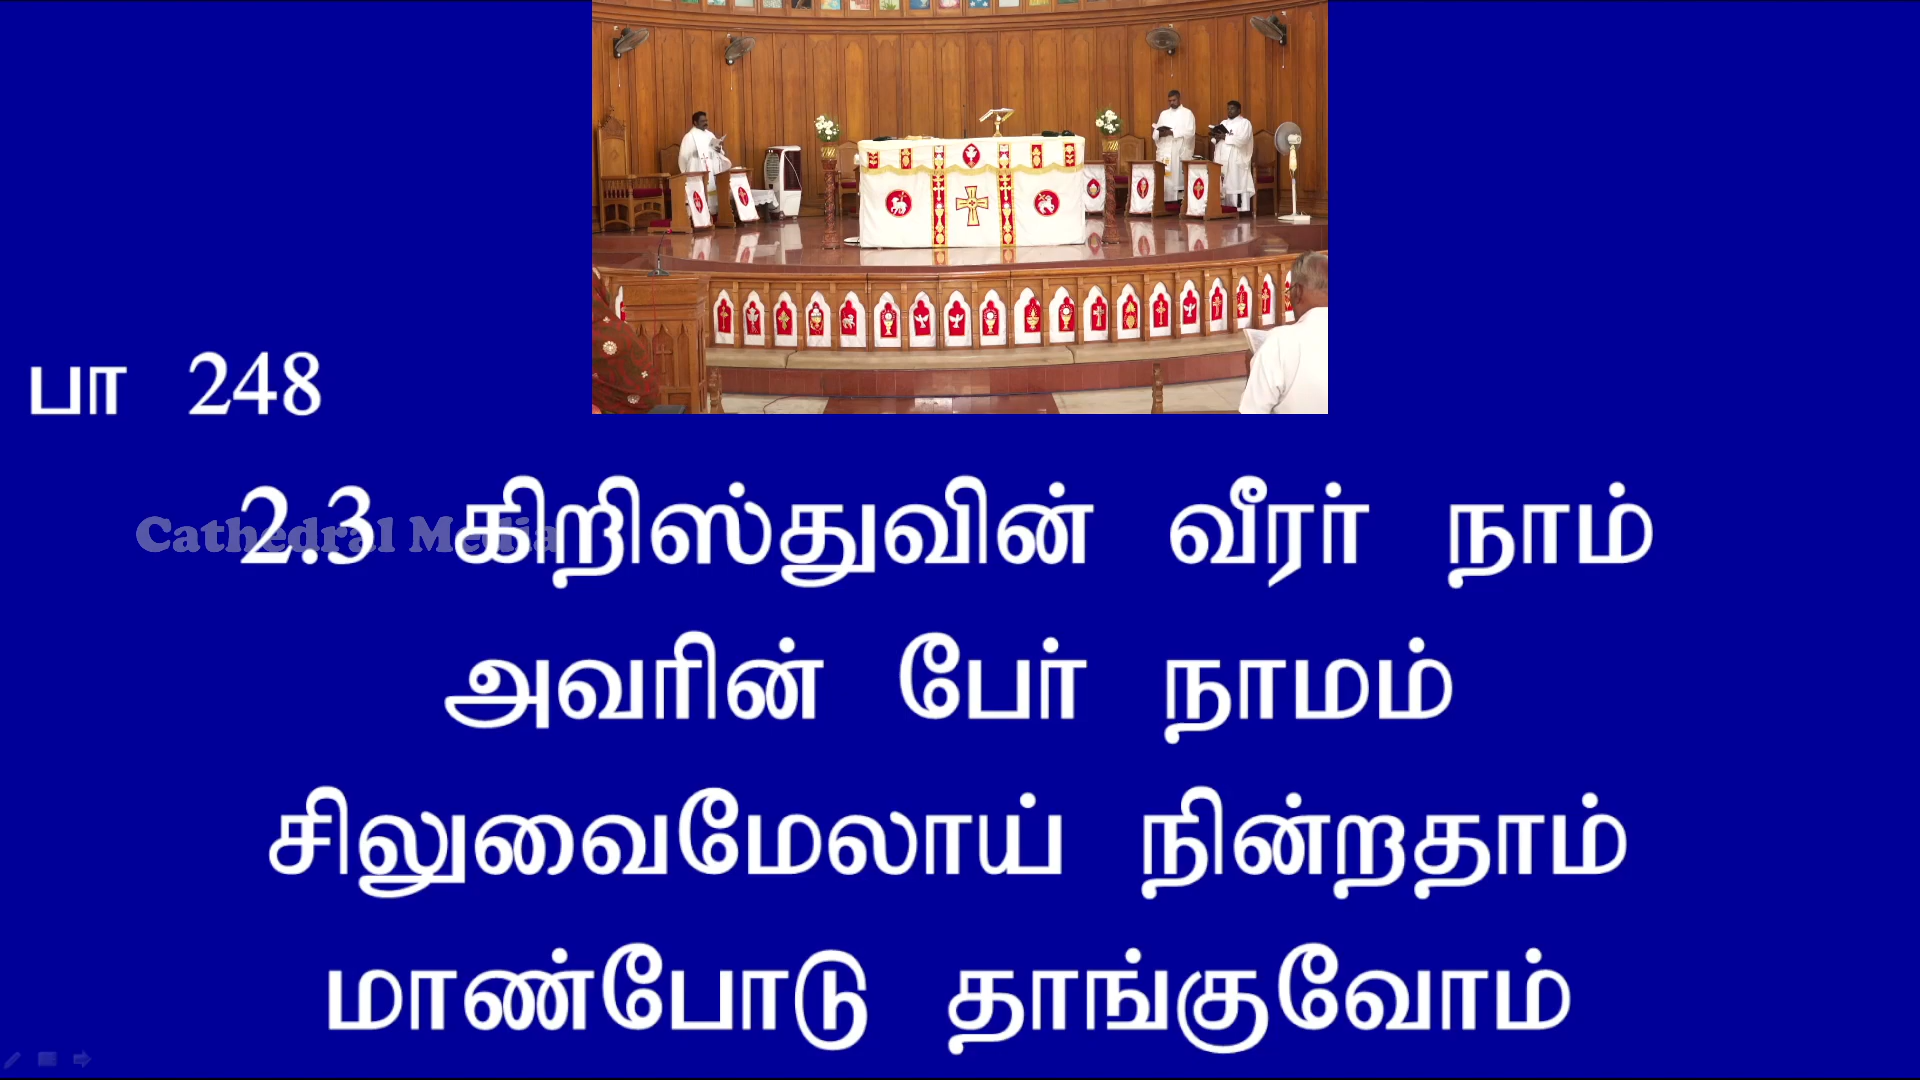 பா 248
2.3 கிறிஸ்துவின் வீரர் நாம்
Cathedral Media
அவரின் பேர் நாமம்
சிலுவைமேலாய் நின்றதாம்
மாண்போடு தாங்குவோம்